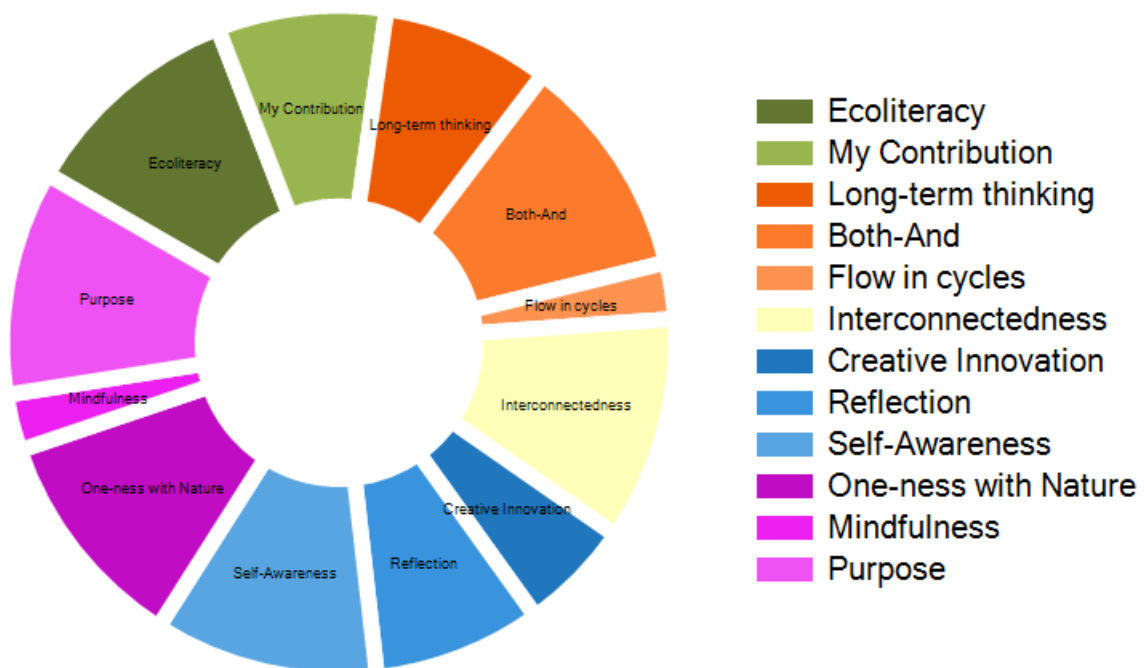 My Contribution
Long-term thinking
Ecoliteracy
Both-And
Purpose
Flow in cycles
Mindfulness
Interconnectedness
One-ness with Nature
Creative Innovation
Self-Awareness
Reflection
Ecoliteracy
My Contribution
Long-term thinking
Both-And
Flow in cycles
Interconnectedness
Creative Innovation
Reflection
Self-Awareness
One-ness with Nature
Mindfulness
Purpose